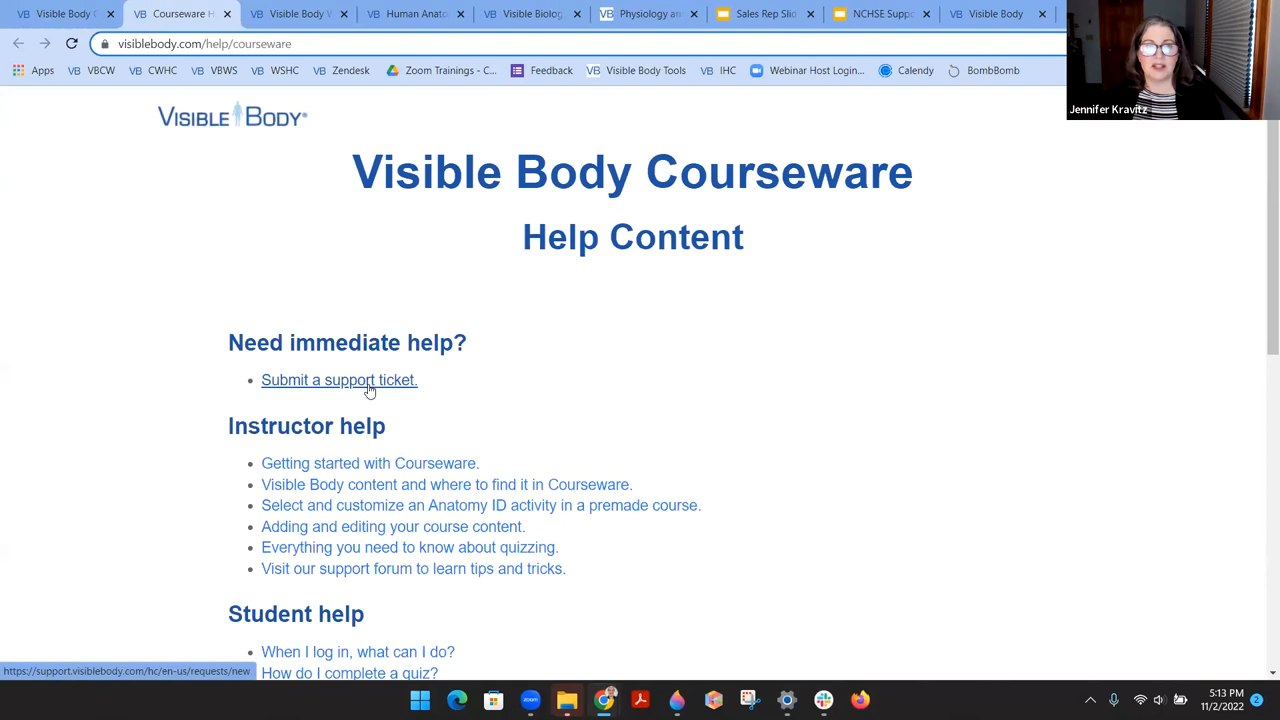 VB Visible Body C
VB Courseware H
VB Visible Body W
VB Human Anato
VB Visible Biolog
VB Physiology an
Sales Rep Slid
NCHSE Suppo
VB Visible Body
visiblebody.com/help/courseware
Apps
VB VBCW
VB CWHC
VB VBWS
VB WSHC
VB Zendesk
Zoom Trainings - C...
Feedback
VB Visible Body Tools
VB IHC
Webinar Host Login...
Calendy
BombBomb
Jennifer Kravitz
VISIBLE BODY®
Visible Body Courseware
Help Content
Need immediate help?
• Submit a support ticket.
Instructor help
• Getting started with Courseware.
• Visible Body content and where to find it in Courseware.
• Select and customize an Anatomy ID activity in a premade course.
• Adding and editing your course content.
• Everything you need to know about quizzing.
• Visit our support forum to learn tips and tricks.
Student help
• When I log in, what can I do?
• How do I complete a quiz?
https://support.visiblebody.com/hc/en-us/requests/new
zoom
5:13 PM
11/2/2022
2